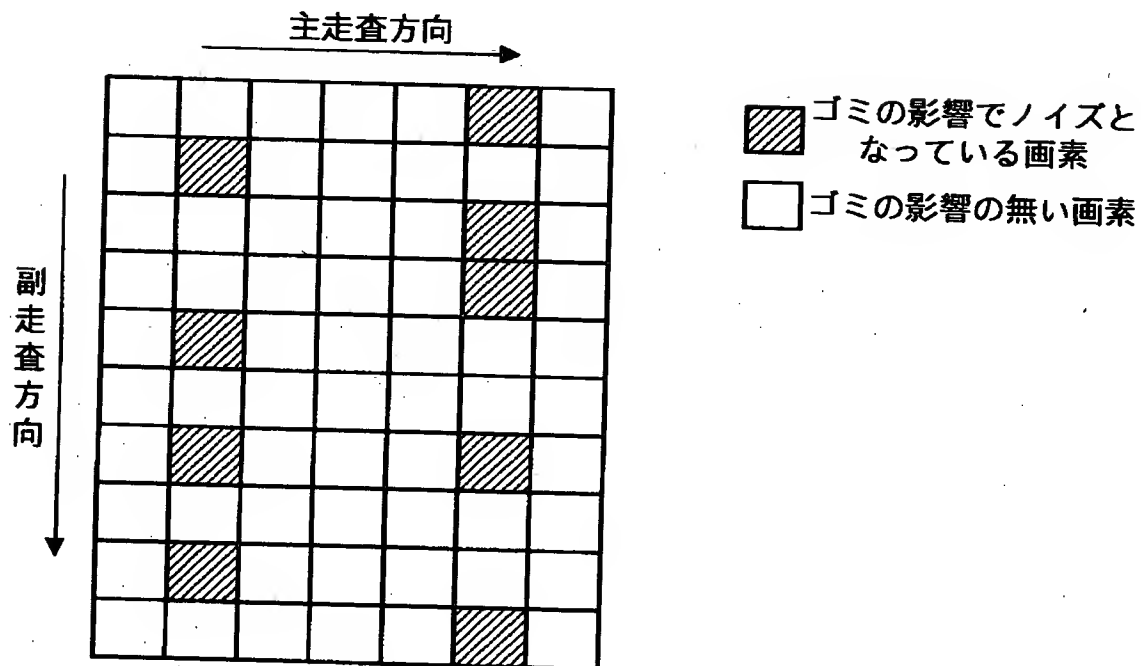 主走査方向
ゴミの影響でノイズと
なっている画素
ゴミの影響の無い画素
副走査方向